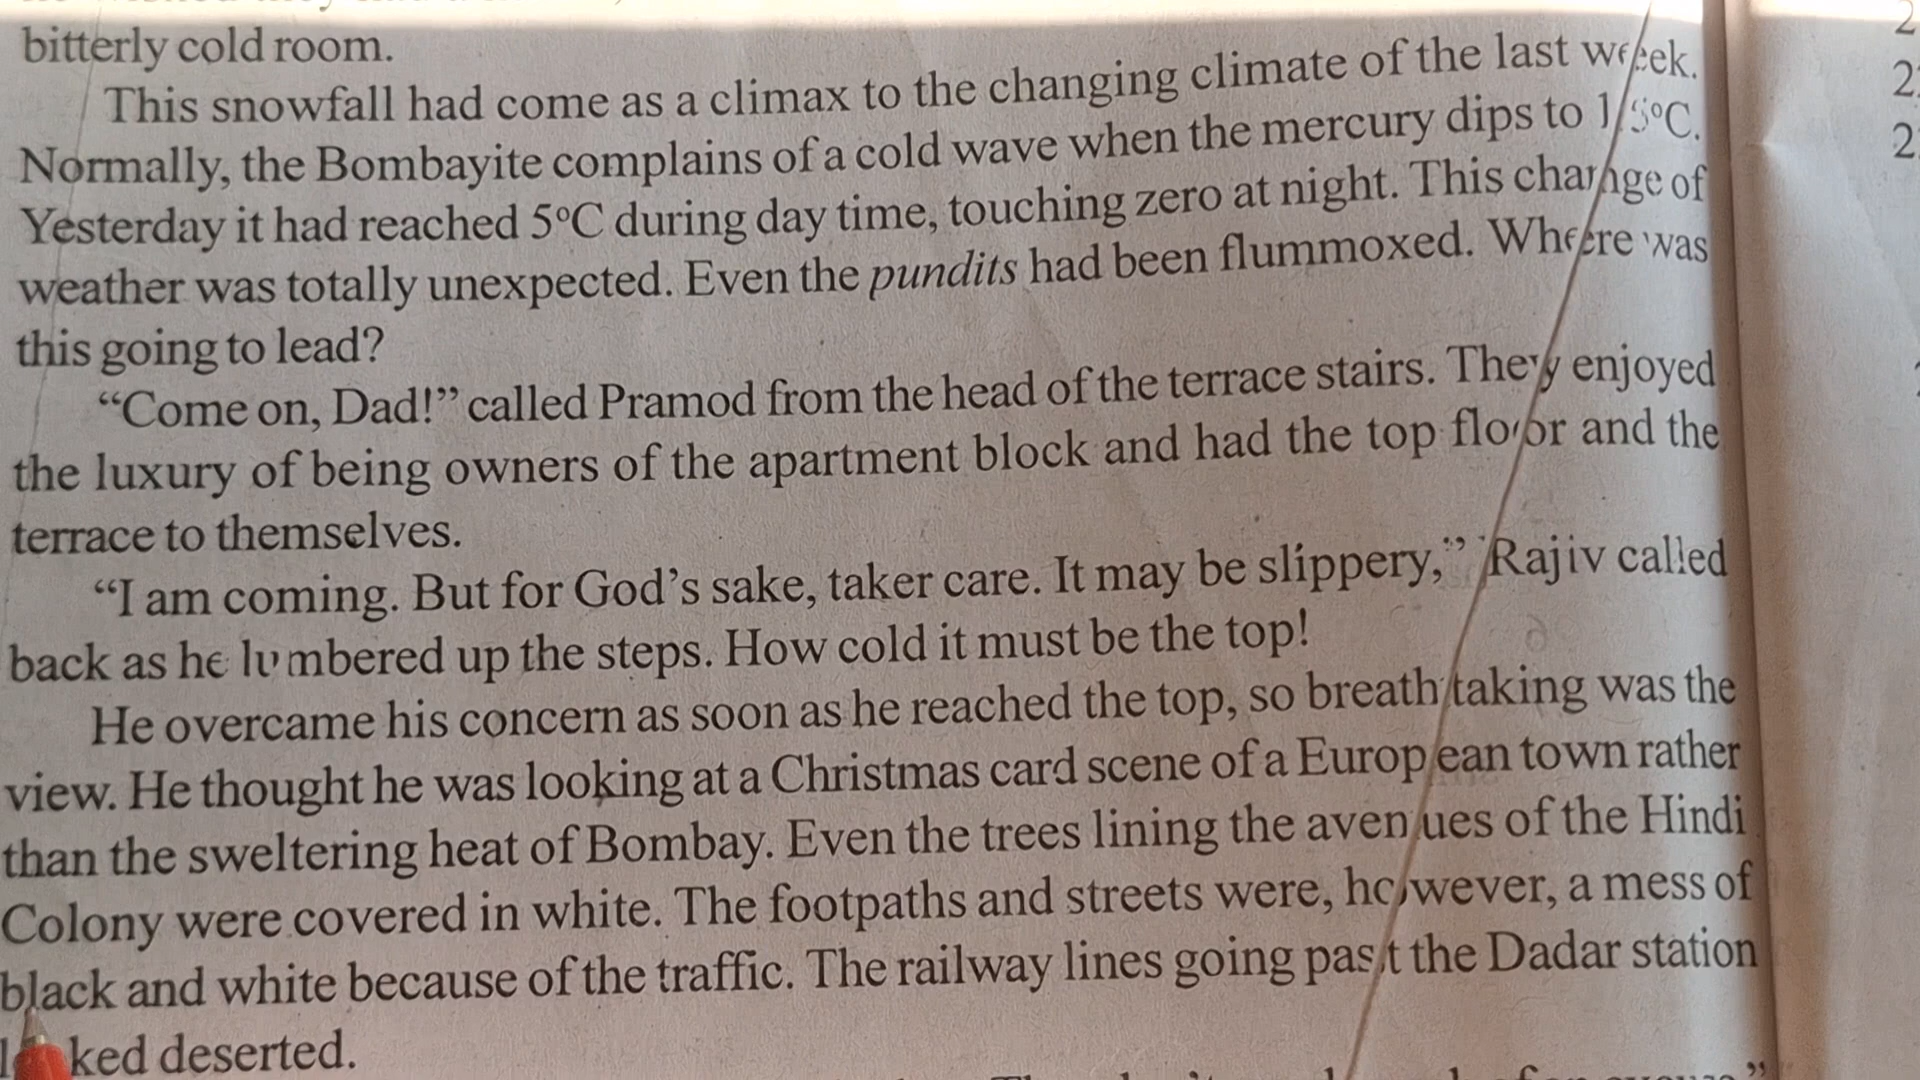 bitterly cold room.
This snowfall had come as a climax to the changing climate of the last week.
Normally, the Bombayite complains of a cold wave when the mercury dips to 15°C.
Yesterday it had reached 5°C during day time, touching zero at night. This change of
weather was totally unexpected. Even the pundits had been flummoxed. Where was
this going to lead?
“Come on, Dad!” called Pramod from the head of the terrace stairs. They enjoyed
the luxury of being owners of the apartment block and had the top floor and the
terrace to themselves.
“I am coming. But for God’s sake, taker care. It may be slippery,” Rajiv called
back as he lumbered up the steps. How cold it must be the top!
He overcame his concern as soon as he reached the top, so breath taking was the
view. He thought he was looking at a Christmas card scene of a European town rather
than the sweltering heat of Bombay. Even the trees lining the avenues of the Hindi
Colony were covered in white. The footpaths and streets were, however, a mess of
black and white because of the traffic. The railway lines going past the Dadar station
looked deserted.